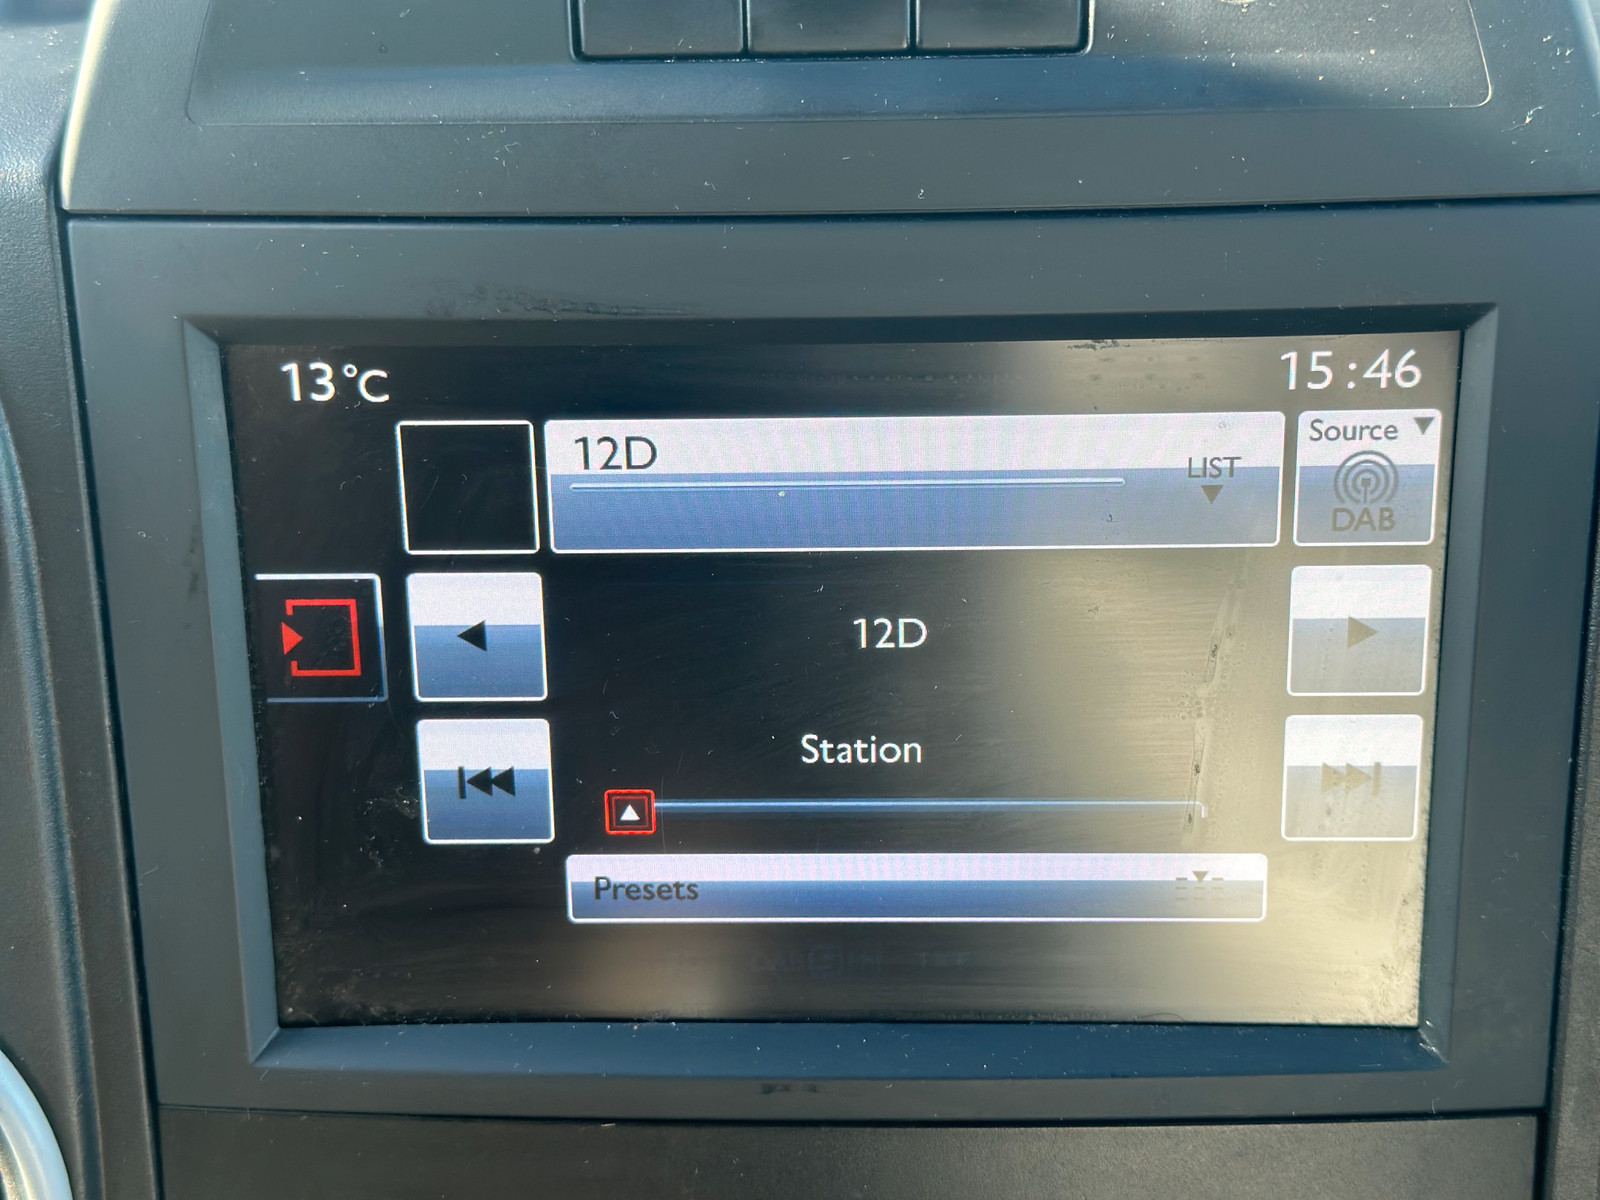 13°C
15:46
12D
LIST
Source
DAB
12D
Station
Presets